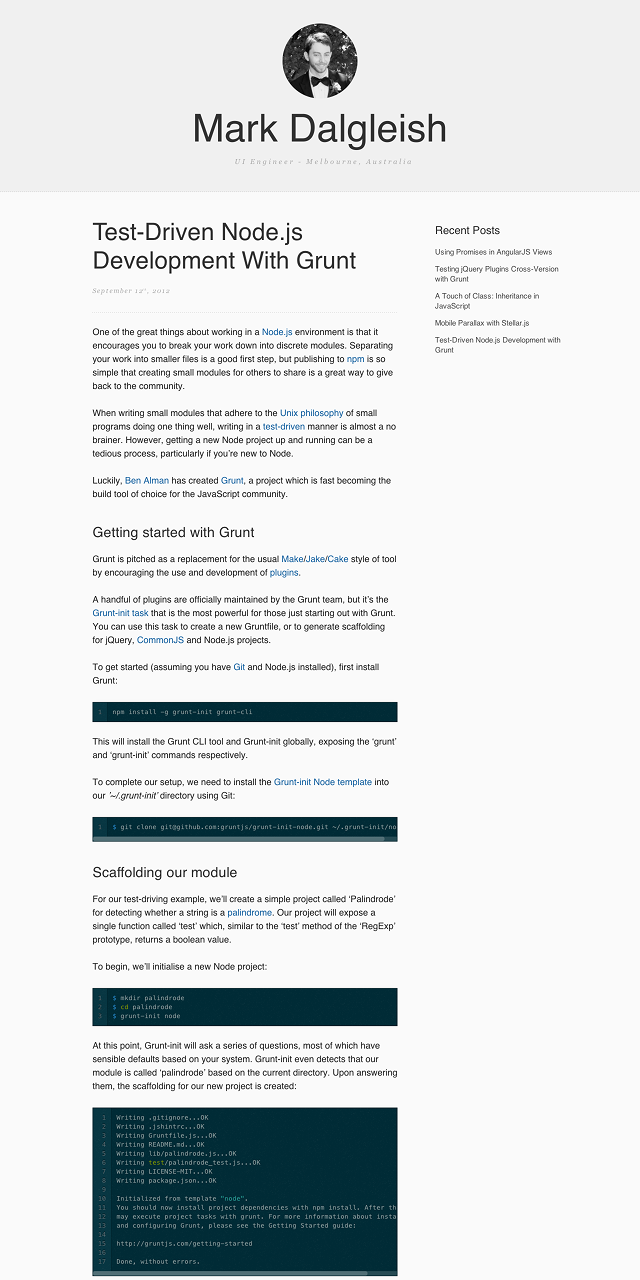 Mark Dalgleish
UI Engineer - Melbourne, Australia
Test-Driven Node.js
Development With Grunt
September 12ᵗʰ, 2012
One of the great things about working in a Node.js environment is that it
encourages you to break your work down into discrete modules. Separating
your work into smaller files is a good first step, but publishing to npm is so
simple that creating small modules for others to share is a great way to give
back to the community.
When writing small modules that adhere to the Unix philosophy of small
programs doing one thing well, writing in a test-driven manner is almost a no
brainer. However, getting a new Node project up and running can be a
tedious process, particularly if you’re new to Node.
Luckily, Ben Alman has created Grunt, a project which is fast becoming the
build tool of choice for the JavaScript community.
Getting started with Grunt
Grunt is pitched as a replacement for the usual Make/Jake/Cake style of tool
by encouraging the use and development of plugins.
A handful of plugins are officially maintained by the Grunt team, but it’s the
Grunt-init task that is the most powerful for those just starting out with Grunt.
You can use this task to create a new Gruntfile, or to generate scaffolding
for jQuery, CommonJS and Node.js projects.
To get started (assuming you have Git and Node.js installed), first install
Grunt:
1 npm install -g grunt-init grunt-cli
This will install the Grunt CLI tool and Grunt-init globally, exposing the ‘grunt’
and ‘grunt-init’ commands respectively.
To complete our setup, we need to install the Grunt-init Node template into
our ’~/.grunt-init’ directory using Git:
1 $ git clone git@github.com:gruntjs/grunt-init-node.git ~/.grunt-init/no
Scaffolding our module
For our test-driving example, we’ll create a simple project called ‘Palindrode’
for detecting whether a string is a palindrome. Our project will expose a
single function called ‘test’ which, similar to the ‘test’ method of the ‘RegExp’
prototype, returns a boolean value.
To begin, we’ll initialise a new Node project:
1 $ mkdir palindrode
2 $ cd palindrode
3 $ grunt-init node
At this point, Grunt-init will ask a series of questions, most of which have
sensible defaults based on your system. Grunt-init even detects that our
module is called ‘palindrode’ based on the current directory. Upon answering
them, the scaffolding for our new project is created:
1 Writing .gitignore...OK
2 Writing .jshintrc...OK
3 Writing Gruntfile.js...OK
4 Writing README.md...OK
5 Writing lib/palindrode.js...OK
6 Writing test/palindrode_test.js...OK
7 Writing LICENSE-MIT...OK
8 Writing package.json...OK
9
10 Initialized from template "node".
11 You should now install project dependencies with npm install. After th
12 may execute project tasks with grunt. For more information about insta
13 and configuring Grunt, please see the Getting Started guide:
14
15 http://gruntjs.com/getting-started
16
17 Done, without errors.
Recent Posts
Using Promises in AngularJS Views
Testing jQuery Plugins Cross-Version
with Grunt
A Touch of Class: Inheritance in
JavaScript
Mobile Parallax with Stellar.js
Test-Driven Node.js Development with
Grunt